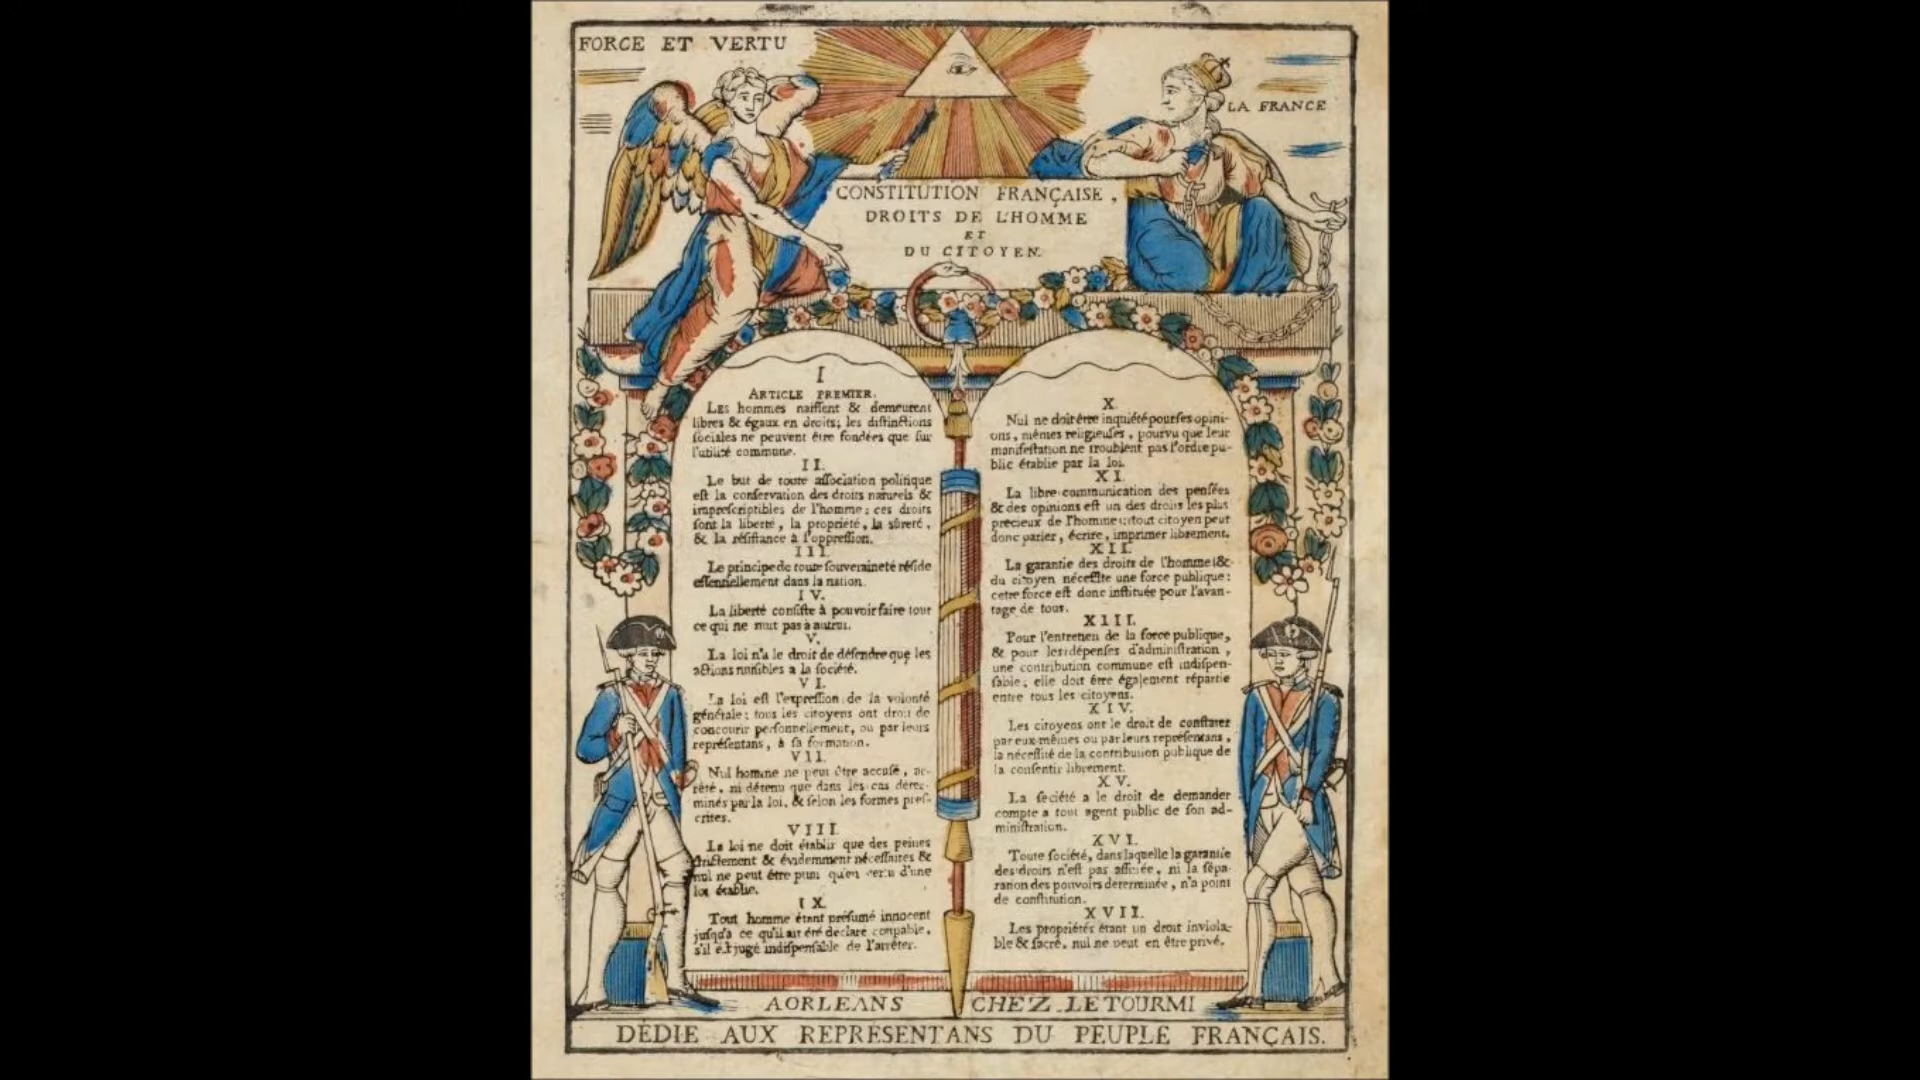 FORCE ET VERTU
LA FRANCE
CONSTITUTION FRANÇAISE,
DROITS DE L'HOMME
ET
DU CITOYEN.
I
ARTICLE PREMIER.
Les hommes naiſſent & demeurent
libres & égaux en droits; les diſtinctions
ſociales ne peuvent être fondées que ſur
l'utilité commune.
II.
Le but de toute aſſociation politique
eſt la conſervation des droits naturels &
impreſcriptibles de l'homme; ces droits
ſont la liberté, la propriété, la sûreté,
& la réſiſtance à l'oppreſſion.
III.
Le principe de toute ſouveraineté réſide
eſſentiellement dans la nation.
IV.
La liberté conſiſte à pouvoir faire tout
ce qui ne nuit pas à autrui.
V.
La loi n'a le droit de défendre que les
actions nuiſibles a la ſociété.
VI.
La loi eſt l'expreſſion de la volonté
générale; tous les citoyens ont droit de
concourir perſonnellement, ou par leurs
repréſentans, à ſa formation.
VII.
Nul homme ne peut être accuſé, ar-
rêté, ni détenu que dans les cas déter-
minés par la loi, & ſelon les formes preſ-
crites.
VIII.
La loi ne doit établir que des peines
ſtrictement & évidemment néceſſaires &
nul ne peut être puni qu'en vertu d'une
loi établie.
IX.
Tout homme étant préſumé innocent
juſqu'à ce qu'il ait été déclaré coupable,
s'il eſt jugé indiſpenſable de l'arrêter.
X.
Nul ne doit être inquiété pour ſes opini-
ons, mêmes religieuſes, pourvu que leur
manifeſtation ne troublent pas l'ordre pu-
blic établie par la loi.
XI.
La libre communication des penſées
& des opinions eſt un des droits les plus
précieux de l'homme: tout citoyen peut
donc parler, écrire, imprimer librement.
XII.
La garantie des droits de l'homme &
du citoyen néceſſite une force publique:
cette force eſt donc inſtituée pour l'avan-
tage de tous.
XIII.
Pour l'entretien de la force publique,
& pour les dépenſes d'adminiſtration,
une contribution commune eſt indiſpen-
ſable; elle doit être également répartie
entre tous les citoyens.
XIV.
Les citoyens ont le droit de conſtater
par eux-mêmes ou par leurs repréſentans,
la néceſſité de la contribution publique de
la conſentir librement.
XV.
La ſociété a le droit de demander
compte a tout agent public de ſon ad-
miniſtration.
XVI.
Toute ſociété, dans laquelle la garantie
des droits n'eſt pas aſſurée, ni la ſépa-
ration des pouvoirs déterminée, n'a point
de conſtitution.
XVII.
Les propriétés étant un droit inviola-
ble & ſacré, nul ne peut en être privé.
A ORLEANS CHEZ LETOURMI
DÉDIE AUX REPRESENTANS DU PEUPLE FRANÇAIS.